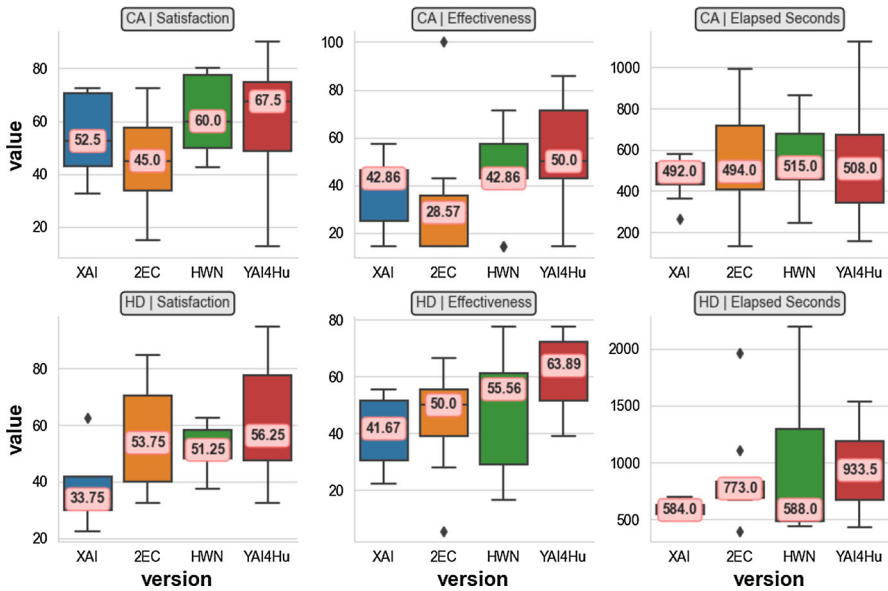 CA | Satisfaction
CA | Effectiveness
CA | Elapsed Seconds
value
80
60
40
20
52.5
45.0
60.0
67.5
XAI
2EC
HWN
YAI4Hu
100
80
60
40
20
42.86
28.57
42.86
50.0
XAI
2EC
HWN
YAI4Hu
1000
800
600
400
200
492.0
494.0
515.0
508.0
XAI
2EC
HWN
YAI4Hu
HD | Satisfaction
HD | Effectiveness
HD | Elapsed Seconds
value
80
60
40
20
33.75
53.75
51.25
56.25
XAI
2EC
HWN
YAI4Hu
version
80
60
40
20
41.67
50.0
55.56
63.89
XAI
2EC
HWN
YAI4Hu
version
2000
1500
1000
500
584.0
773.0
588.0
933.5
XAI
2EC
HWN
YAI4Hu
version